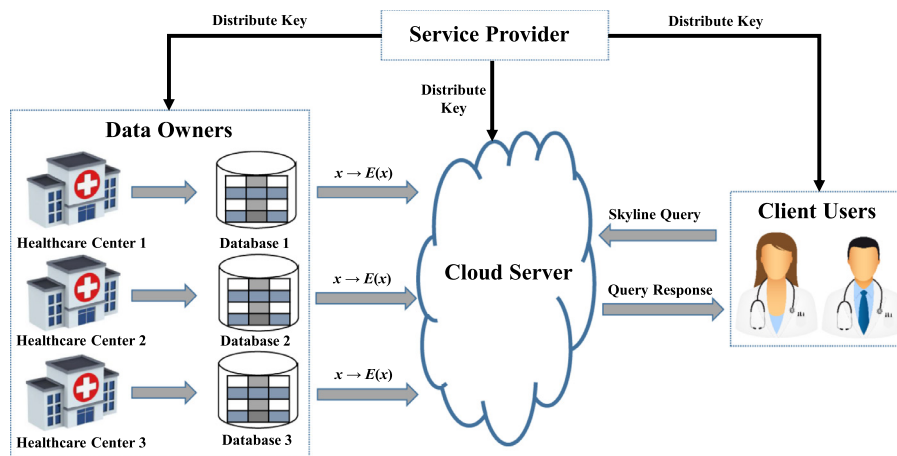 Distribute Key
Service Provider
Distribute Key
Distribute
Key
Data Owners
Healthcare Center 1
Database 1
x → E(x)
Healthcare Center 2
Database 2
x → E(x)
Healthcare Center 3
Database 3
x → E(x)
Cloud Server
Skyline Query
Query Response
Client Users